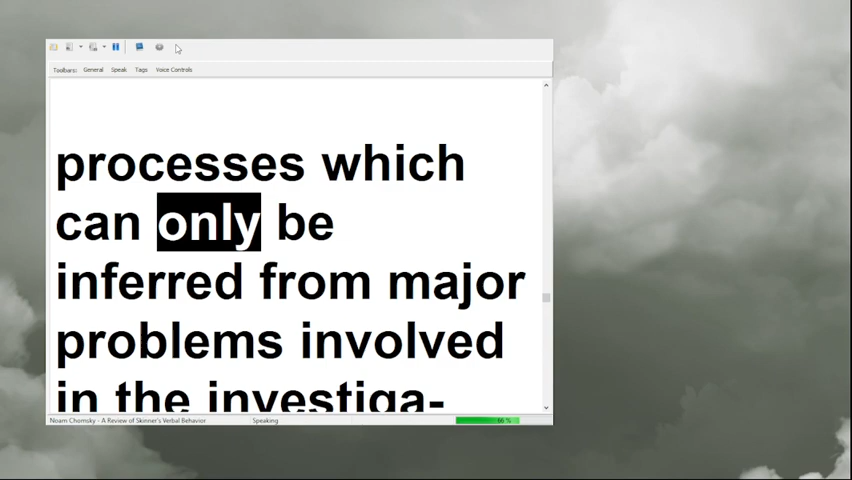 Toolbars: General Speak Tags Voice Controls
processes which
can only be
inferred from major
problems involved
in the investiga-
Noam Chomsky - A Review of Skinner's Verbal Behavior Speaking 66 %